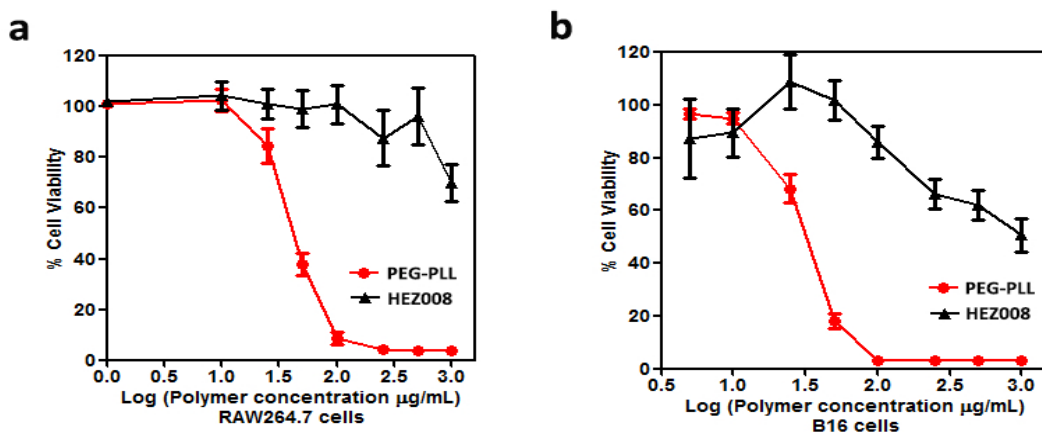 a
% Cell Viability
120
100
80
60
40
20
0
PEG-PLL
HEZ008
0.0 0.5 1.0 1.5 2.0 2.5 3.0
Log (Polymer concentration µg/mL)
RAW264.7 cells
b
% Cell Viability
120
100
80
60
40
20
0
PEG-PLL
HEZ008
0.5 1.0 1.5 2.0 2.5 3.0
Log (Polymer concentration µg/mL)
B16 cells